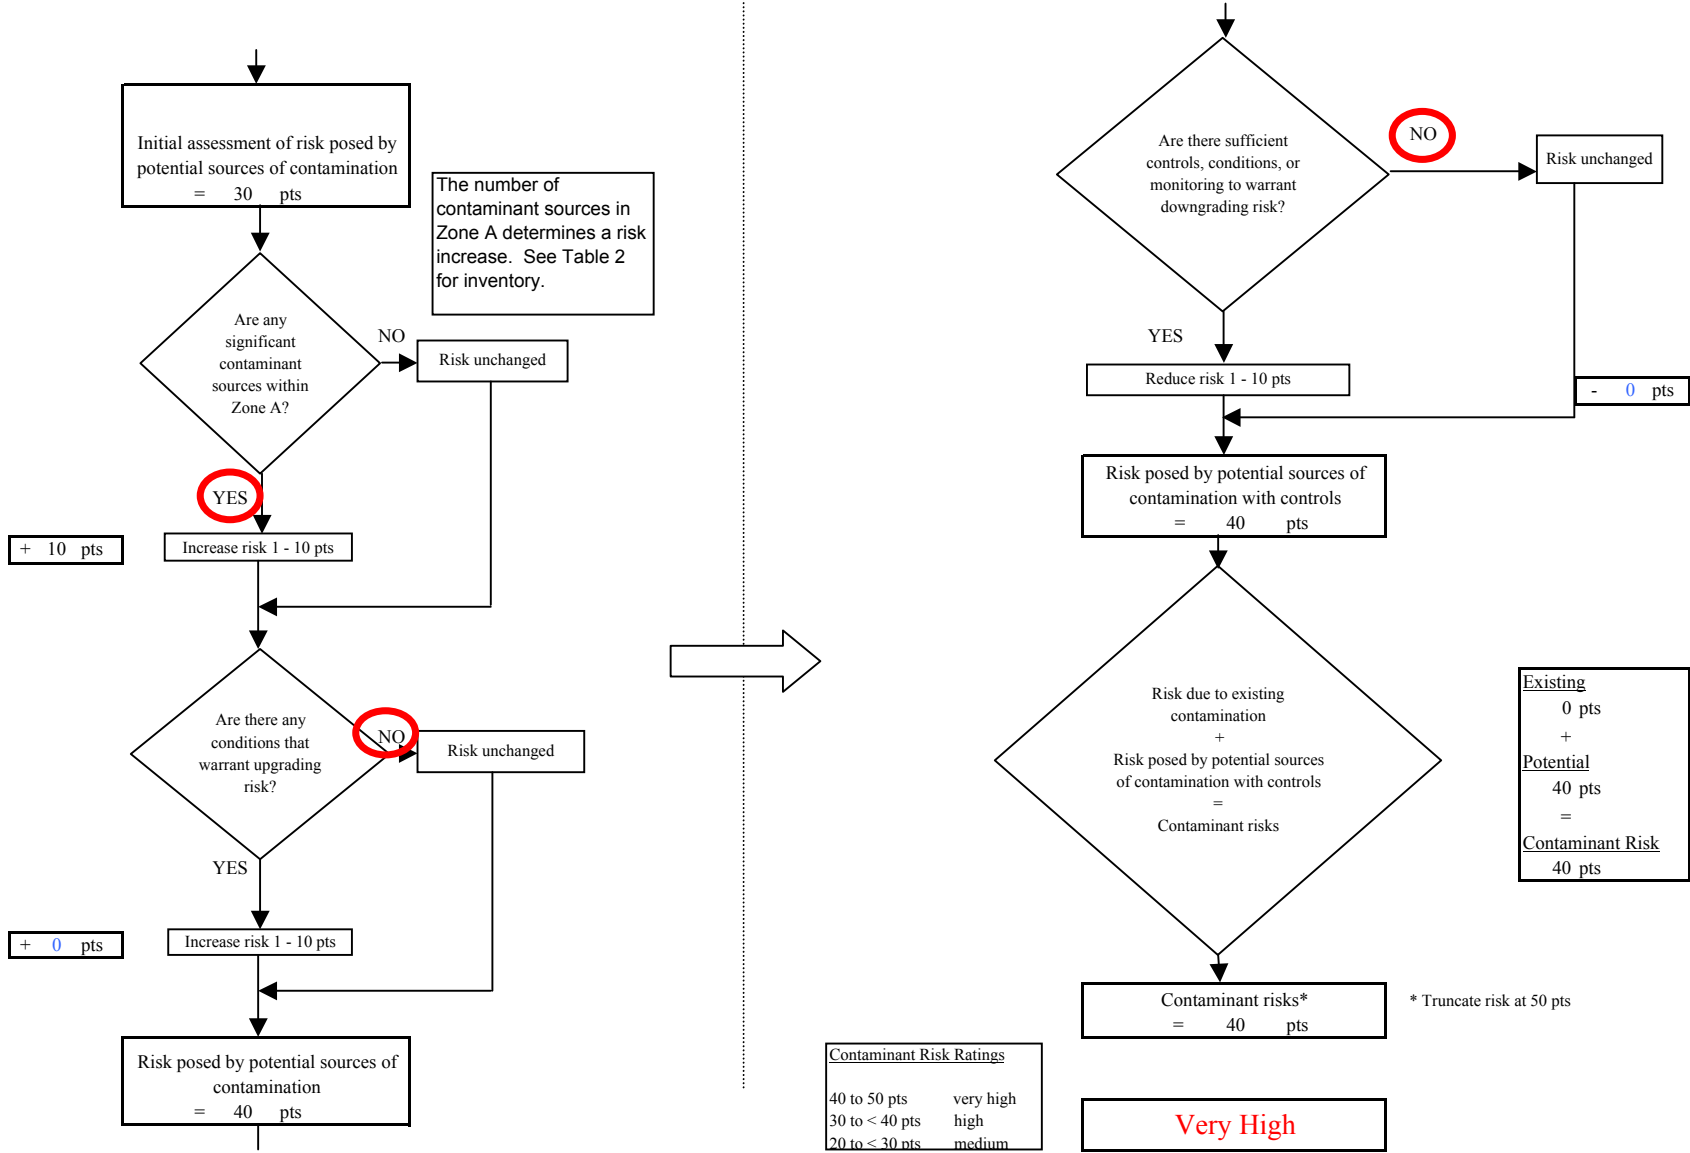 Initial assessment of risk posed by
potential sources of contamination
= 30 pts
The number of
contaminant sources in
Zone A determines a risk
increase. See Table 2
for inventory.
Are any
significant
contaminant
sources within
Zone A?
NO
Risk unchanged
YES
+ 10 pts
Increase risk 1 - 10 pts
Are there any
conditions that
warrant upgrading
risk?
NO
Risk unchanged
YES
+ 0 pts
Increase risk 1 - 10 pts
Risk posed by potential sources of
contamination
= 40 pts
Are there sufficient
controls, conditions, or
monitoring to warrant
downgrading risk?
NO
Risk unchanged
YES
Reduce risk 1 - 10 pts
- 0 pts
Risk posed by potential sources of
contamination with controls
= 40 pts
Risk due to existing
contamination
+
Risk posed by potential sources
of contamination with controls
=
Contaminant risks
Existing
0 pts
+
Potential
40 pts
=
Contaminant Risk
40 pts
Contaminant risks*
= 40 pts
* Truncate risk at 50 pts
Contaminant Risk Ratings
40 to 50 pts very high
30 to < 40 pts high
20 to < 30 pts medium
Very High